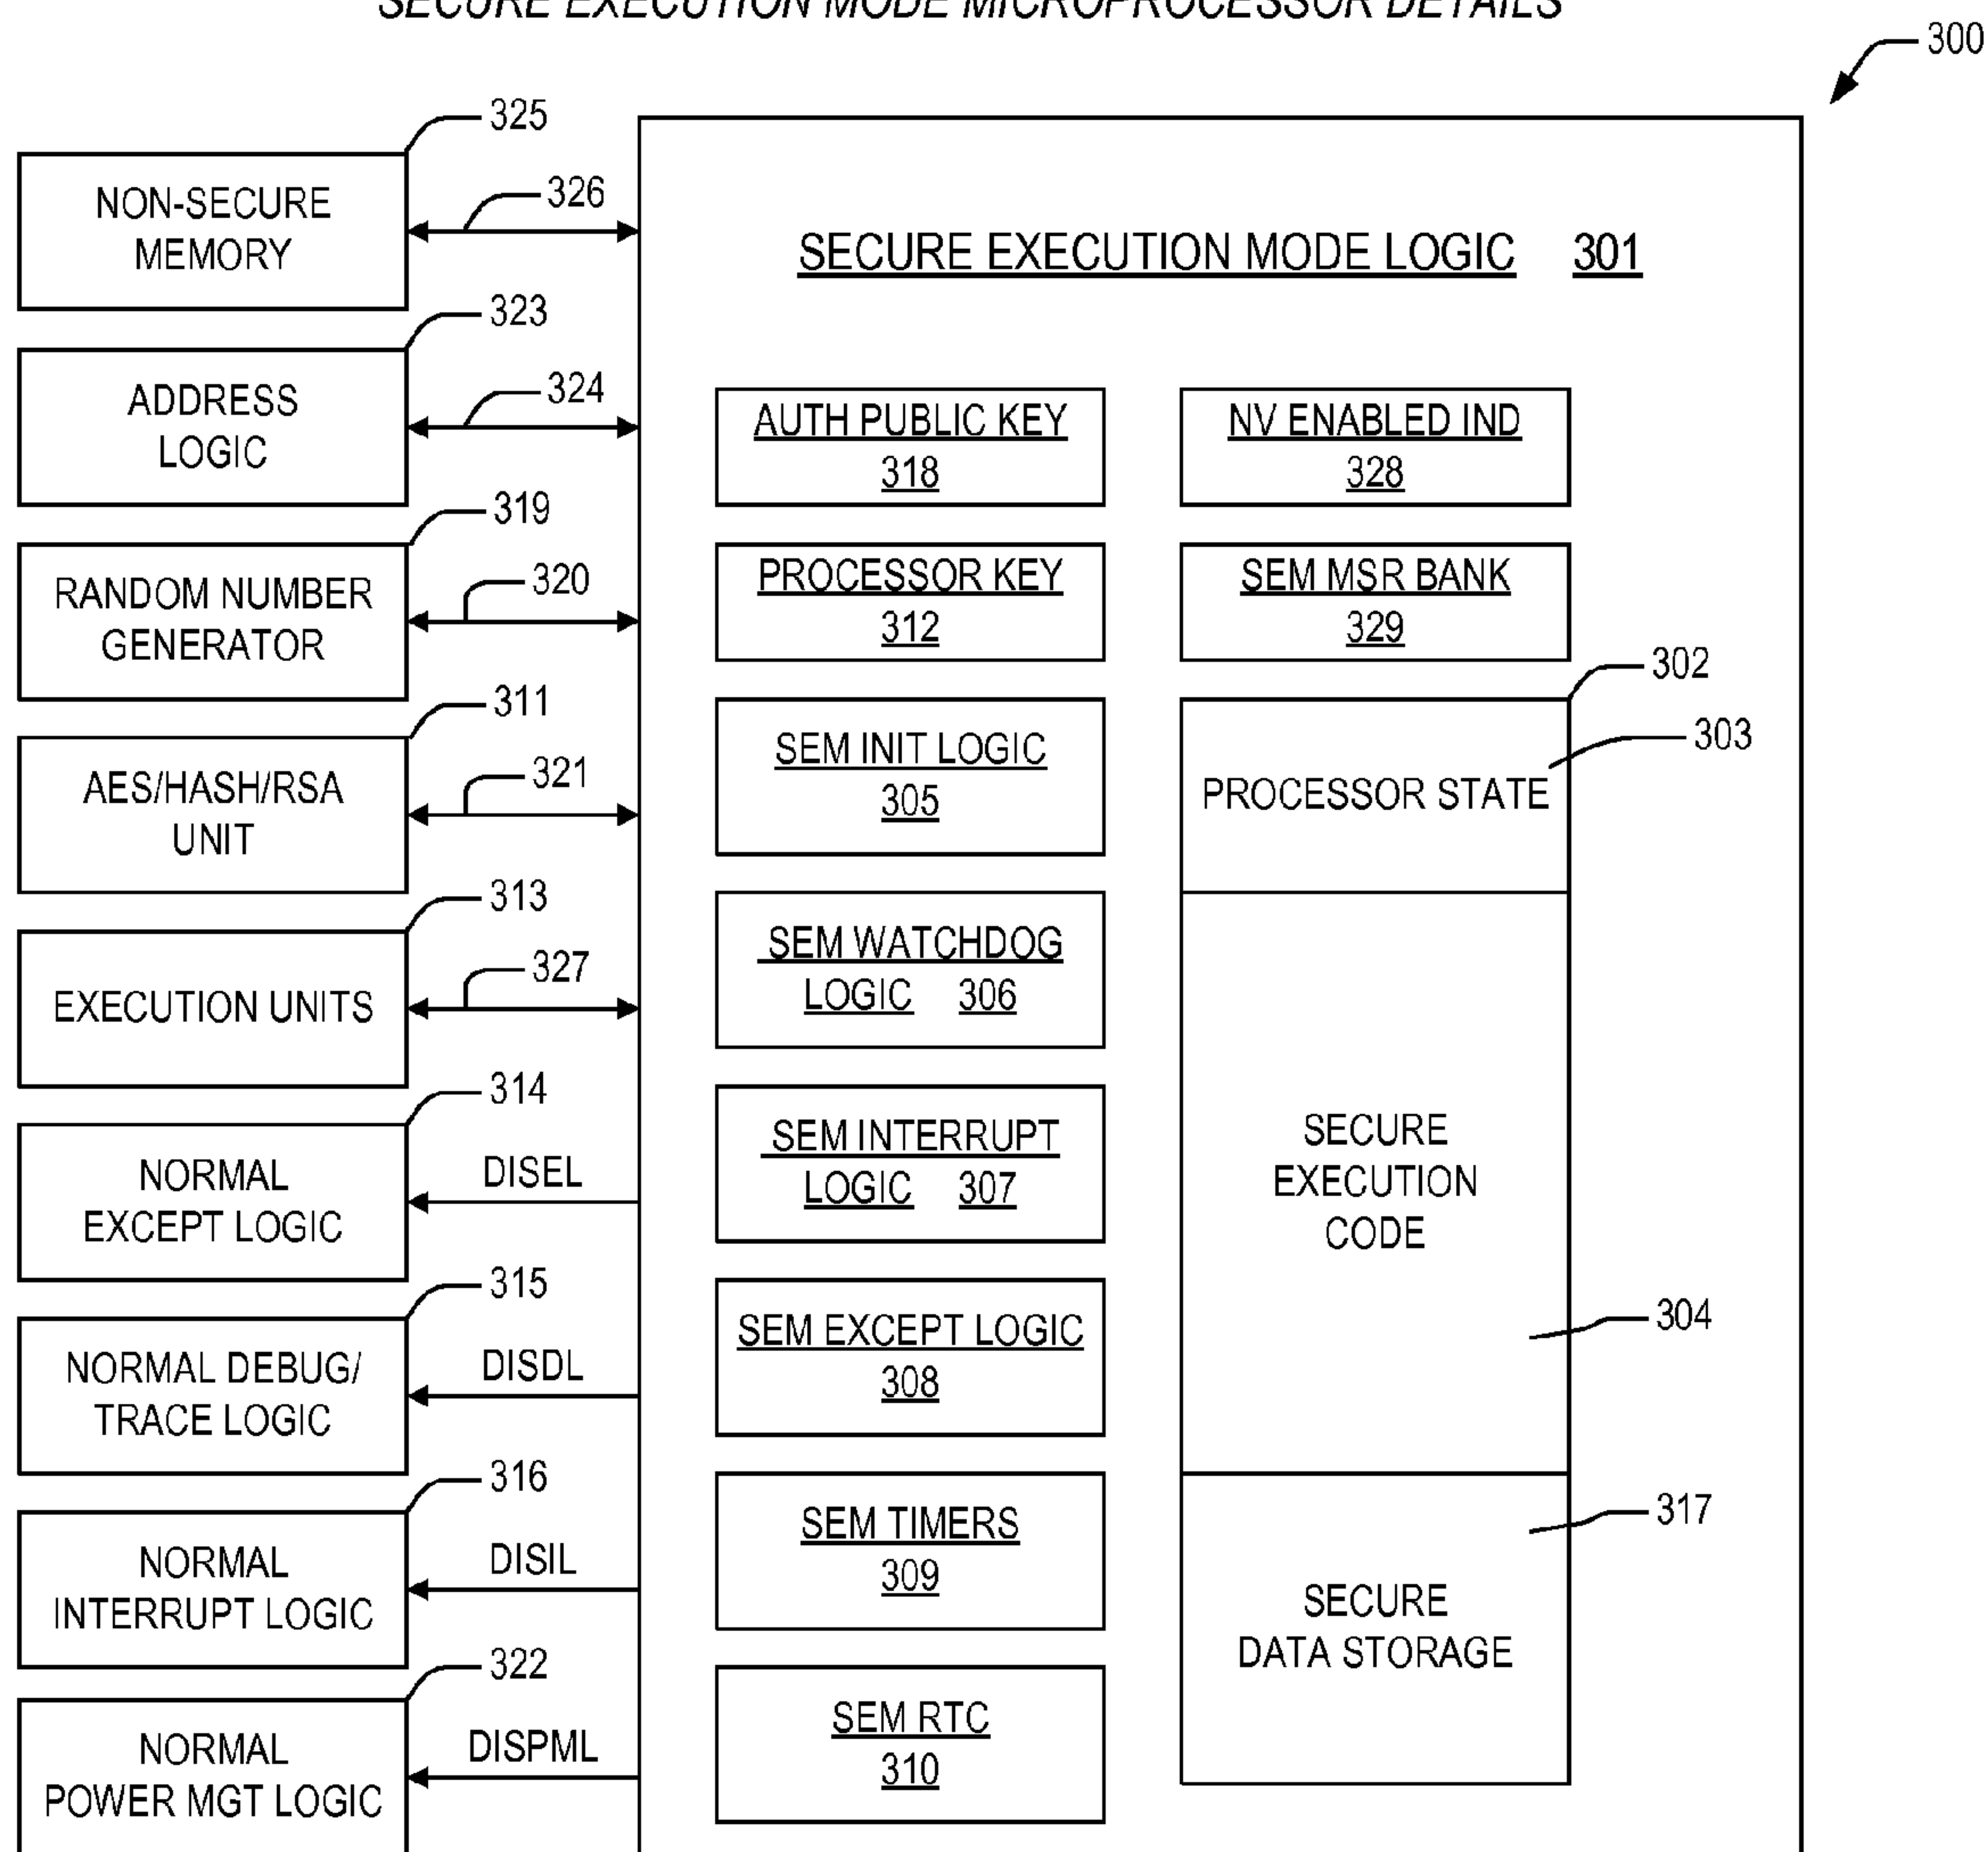 SECURE EXECUTION MODE MICROPROCESSOR DETAILS
300
325
NON-SECURE
MEMORY
326
323
ADDRESS
LOGIC
324
319
RANDOM NUMBER
GENERATOR
320
311
AES/HASH/RSA
UNIT
321
313
EXECUTION UNITS
327
314
NORMAL
EXCEPT LOGIC
DISEL
315
NORMAL DEBUG/
TRACE LOGIC
DISDL
316
NORMAL
INTERRUPT LOGIC
DISIL
322
NORMAL
POWER MGT LOGIC
DISPML
SECURE EXECUTION MODE LOGIC 301
AUTH PUBLIC KEY
318
PROCESSOR KEY
312
SEM INIT LOGIC
305
SEM WATCHDOG
LOGIC 306
SEM INTERRUPT
LOGIC 307
SEM EXCEPT LOGIC
308
SEM TIMERS
309
SEM RTC
310
NV ENABLED IND
328
SEM MSR BANK
329
302
303
PROCESSOR STATE
SECURE
EXECUTION
CODE
304
317
SECURE
DATA STORAGE